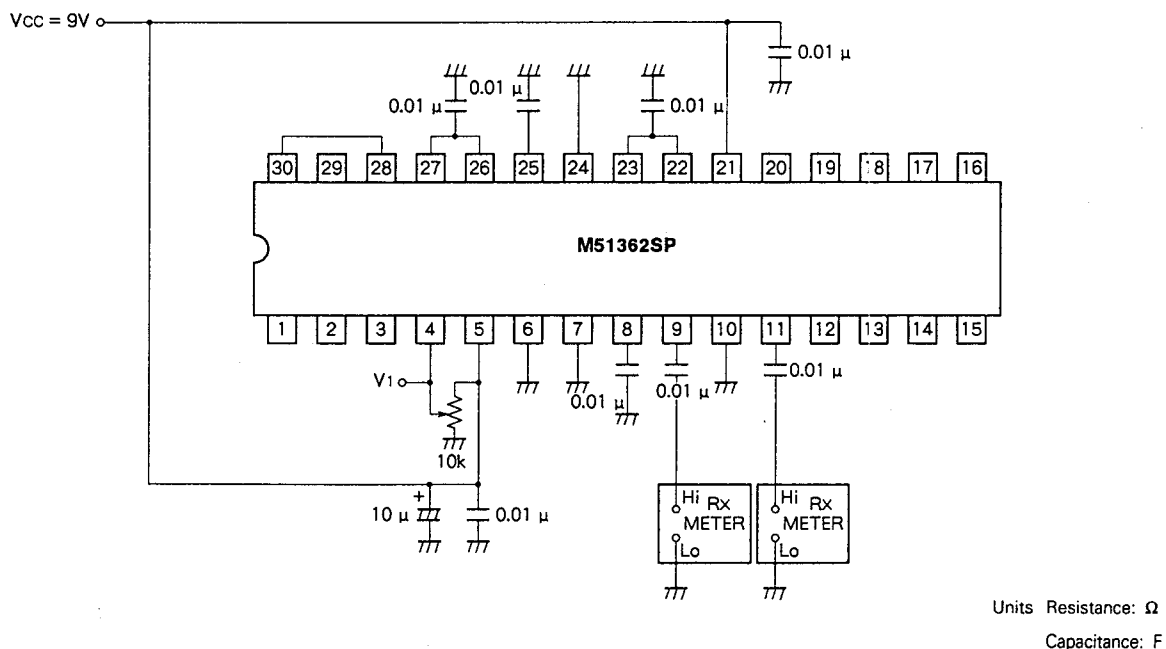 VCC = 9V
0.01 μ
0.01 μ
0.01 μ
0.01 μ
30 29 28 27 26 25 24 23 22 21 20 19 18 17 16
M51362SP
1 2 3 4 5 6 7 8 9 10 11 12 13 14 15
V1
0.01 μ
0.01 μ
0.01 μ
10k
+
10 μ
0.01 μ
Hi Rx
METER
Lo
Hi Rx
METER
Lo
Units Resistance: Ω
Capacitance: F